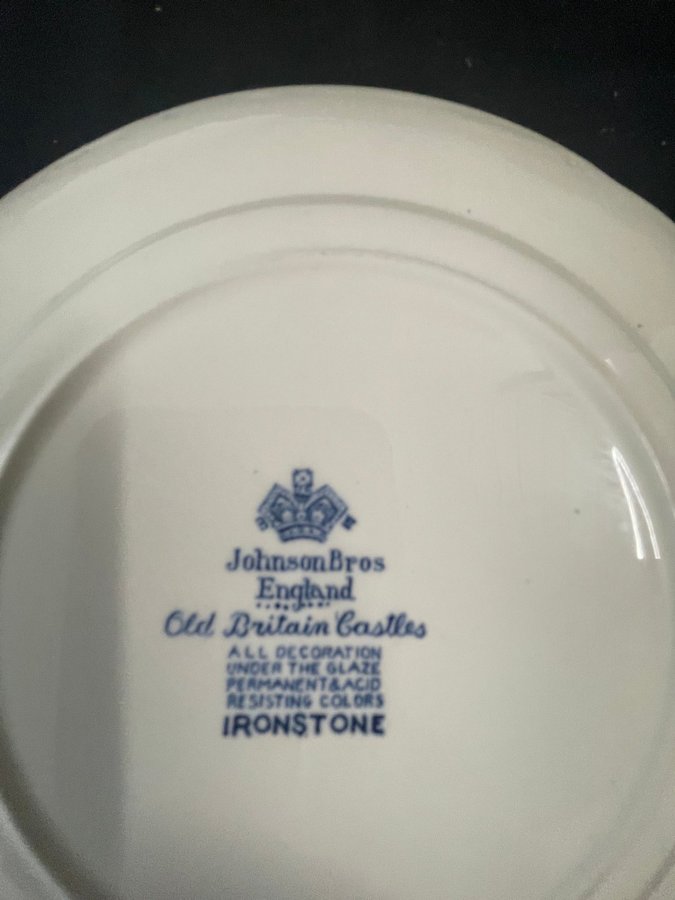 Johnson Bros
England
Old Britain Castles
ALL DECORATION
UNDER THE GLAZE
PERMANENT & ACID
RESISTING COLORS
IRONSTONE